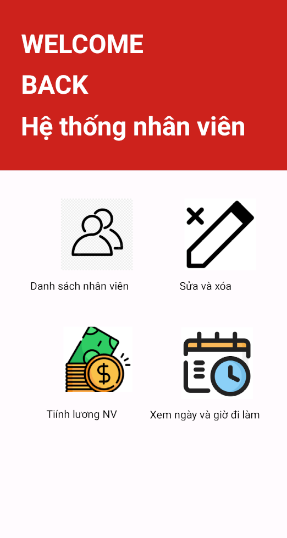 WELCOME
BACK
Hệ thống nhân viên
Danh sách nhân viên
Sửa và xóa
Tiính lương NV
Xem ngày và giờ đi làm